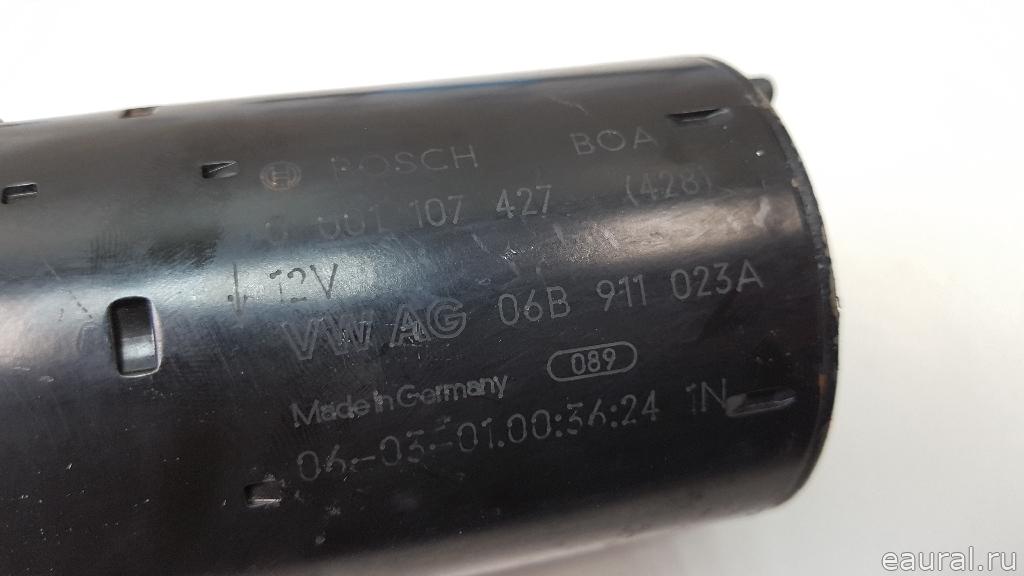 BOSCH BOA
0 001 107 427 (428)
12V
VW AG 06B 911 023A
089
Made in Germany
06-03-01.00:36:24 1N
eaural.ru